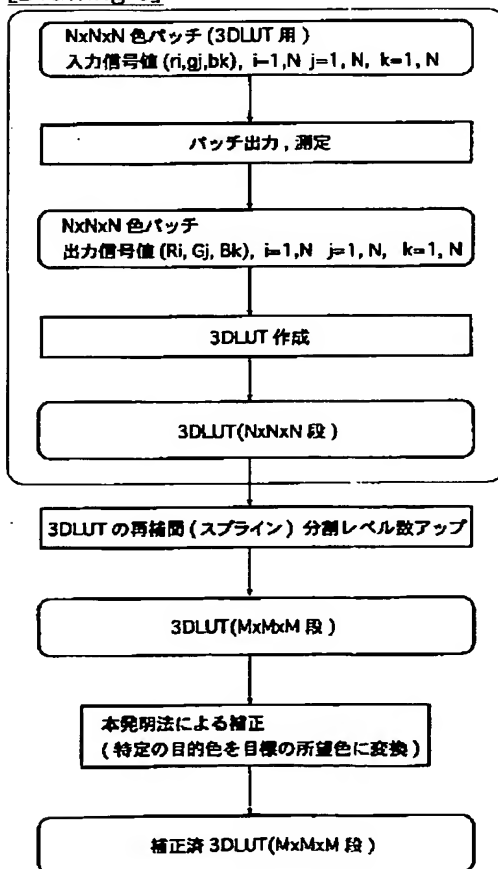 NxNxN 色パッチ (3DLUT 用)
入力信号値 (ri,gj,bk), i=1,N j=1, N, k=1, N
パッチ出力 , 測定
NxNxN 色パッチ
出力信号値 (Ri, Gj, Bk), i=1,N j=1, N, k=1, N
3DLUT 作成
3DLUT(NxNxN 段 )
3DLUT の再補間 ( スプライン ) 分割レベル数アップ
3DLUT(MxMxM 段 )
本発明法による補正
( 特定の目的色を目標の所望色に変換 )
補正済 3DLUT(MxMxM 段 )